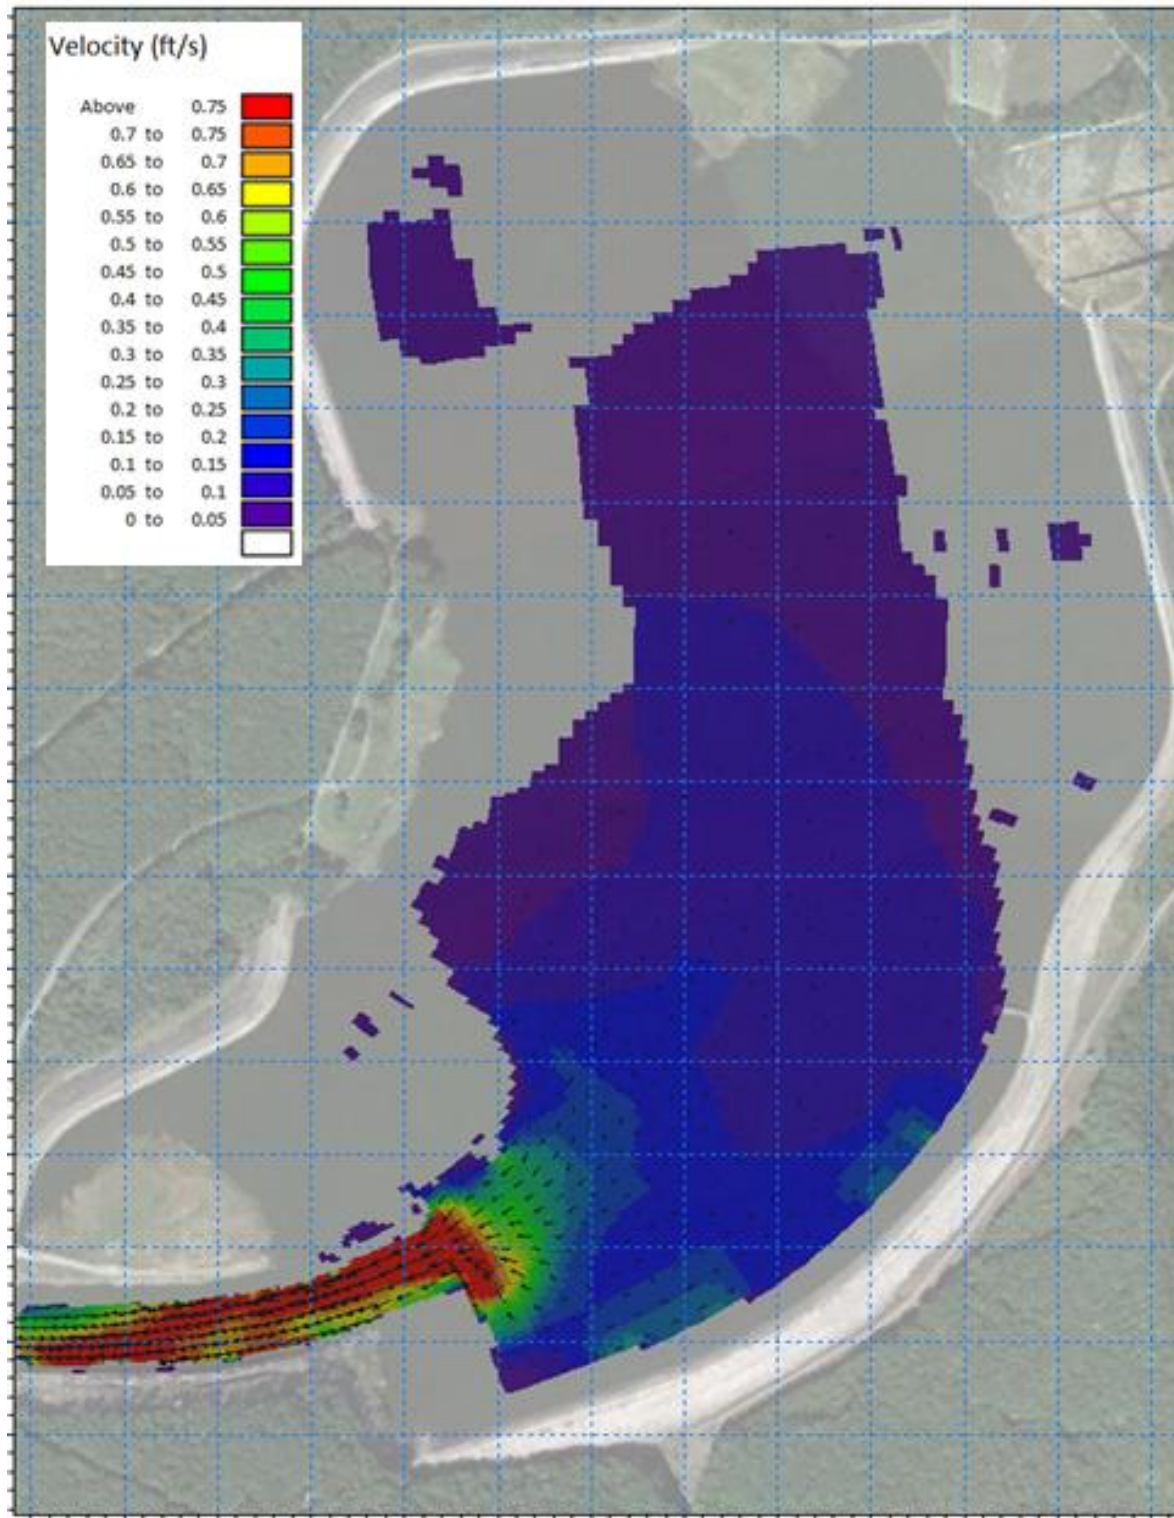 Velocity (ft/s)
Above 0.75
0.7 to 0.75
0.65 to 0.7
0.6 to 0.65
0.55 to 0.6
0.5 to 0.55
0.45 to 0.5
0.4 to 0.45
0.35 to 0.4
0.3 to 0.35
0.25 to 0.3
0.2 to 0.25
0.15 to 0.2
0.1 to 0.15
0.05 to 0.1
0 to 0.05